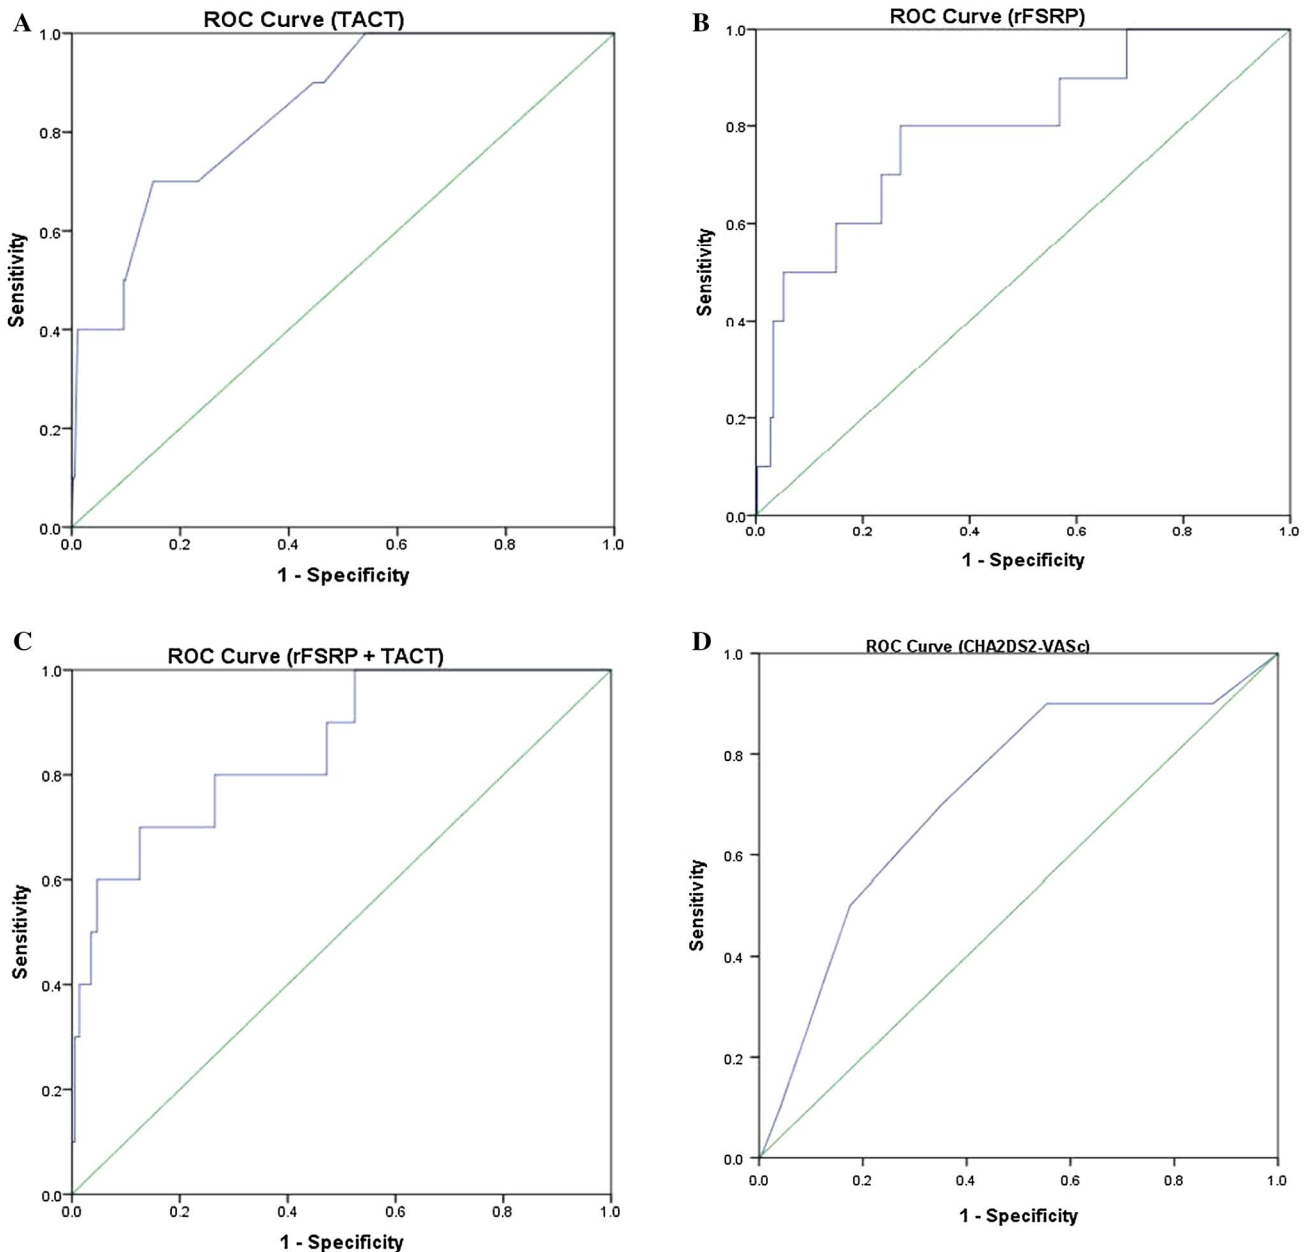 A
ROC Curve (TACT)
1.0
0.8
0.6
0.4
0.2
0.0
Sensitivity
0.0 0.2 0.4 0.6 0.8 1.0
1 - Specificity
B
ROC Curve (rFSRP)
1.0
0.8
0.6
0.4
0.2
0.0
Sensitivity
0.0 0.2 0.4 0.6 0.8 1.0
1 - Specificity
C
ROC Curve (rFSRP + TACT)
1.0
0.8
0.6
0.4
0.2
0.0
Sensitivity
0.0 0.2 0.4 0.6 0.8 1.0
1 - Specificity
D
ROC Curve (CHA2DS2-VASc)
1.0
0.8
0.6
0.4
0.2
0.0
Sensitivity
0.0 0.2 0.4 0.6 0.8 1.0
1 - Specificity